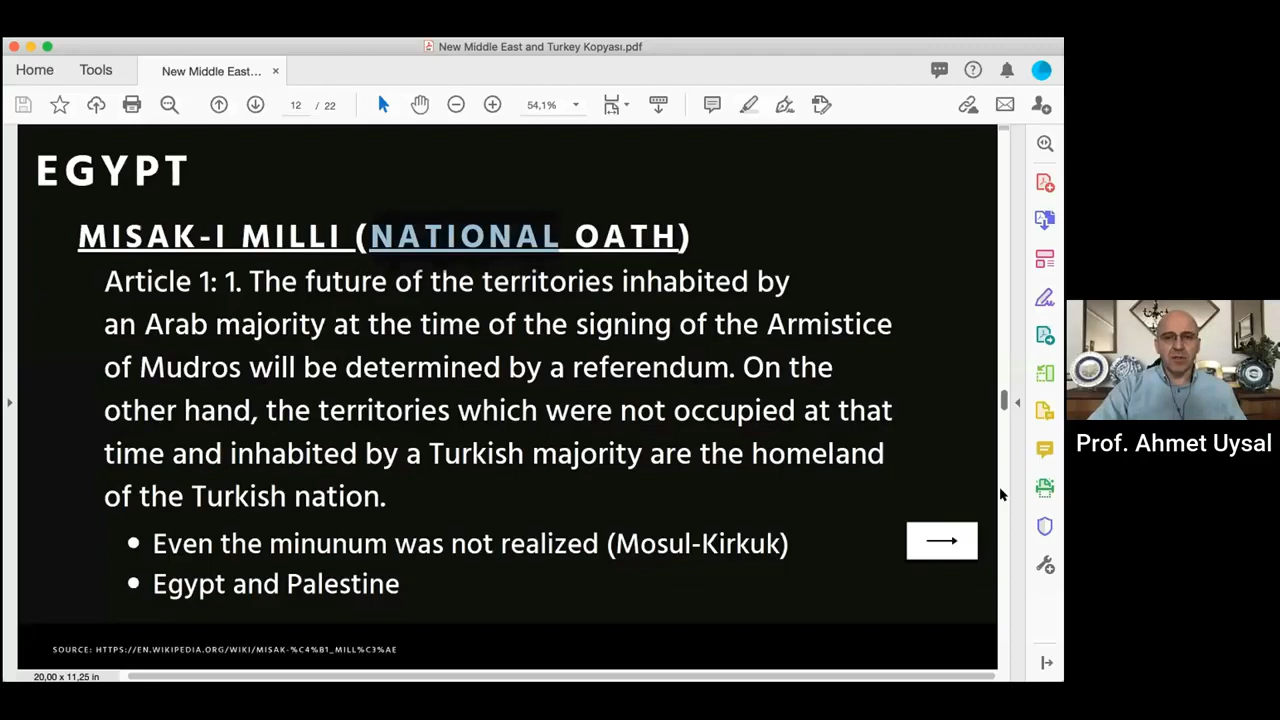 New Middle East and Turkey Kopyası.pdf
Home Tools New Middle East... ×
12 / 22 54,1%
EGYPT
MISAK-I MILLI (NATIONAL OATH)
Article 1: 1. The future of the territories inhabited by
an Arab majority at the time of the signing of the Armistice
of Mudros will be determined by a referendum. On the
other hand, the territories which were not occupied at that
time and inhabited by a Turkish majority are the homeland
of the Turkish nation.
• Even the minunum was not realized (Mosul-Kirkuk)
• Egypt and Palestine
SOURCE: HTTPS://EN.WIKIPEDIA.ORG/WIKI/MISAK-%C4%B1_MILL%C3%AE
20,00 x 11,25 in
Prof. Ahmet Uysal